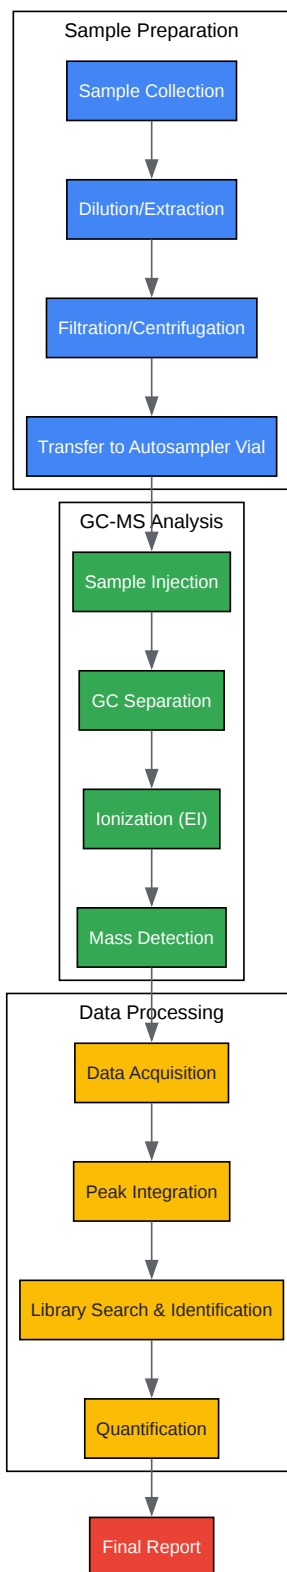 Sample Preparation
Sample Collection
Dilution/Extraction
Filtration/Centrifugation
Transfer to Autosampler Vial
GC-MS Analysis
Sample Injection
GC Separation
Ionization (EI)
Mass Detection
Data Processing
Data Acquisition
Peak Integration
Library Search & Identification
Quantification
Final Report